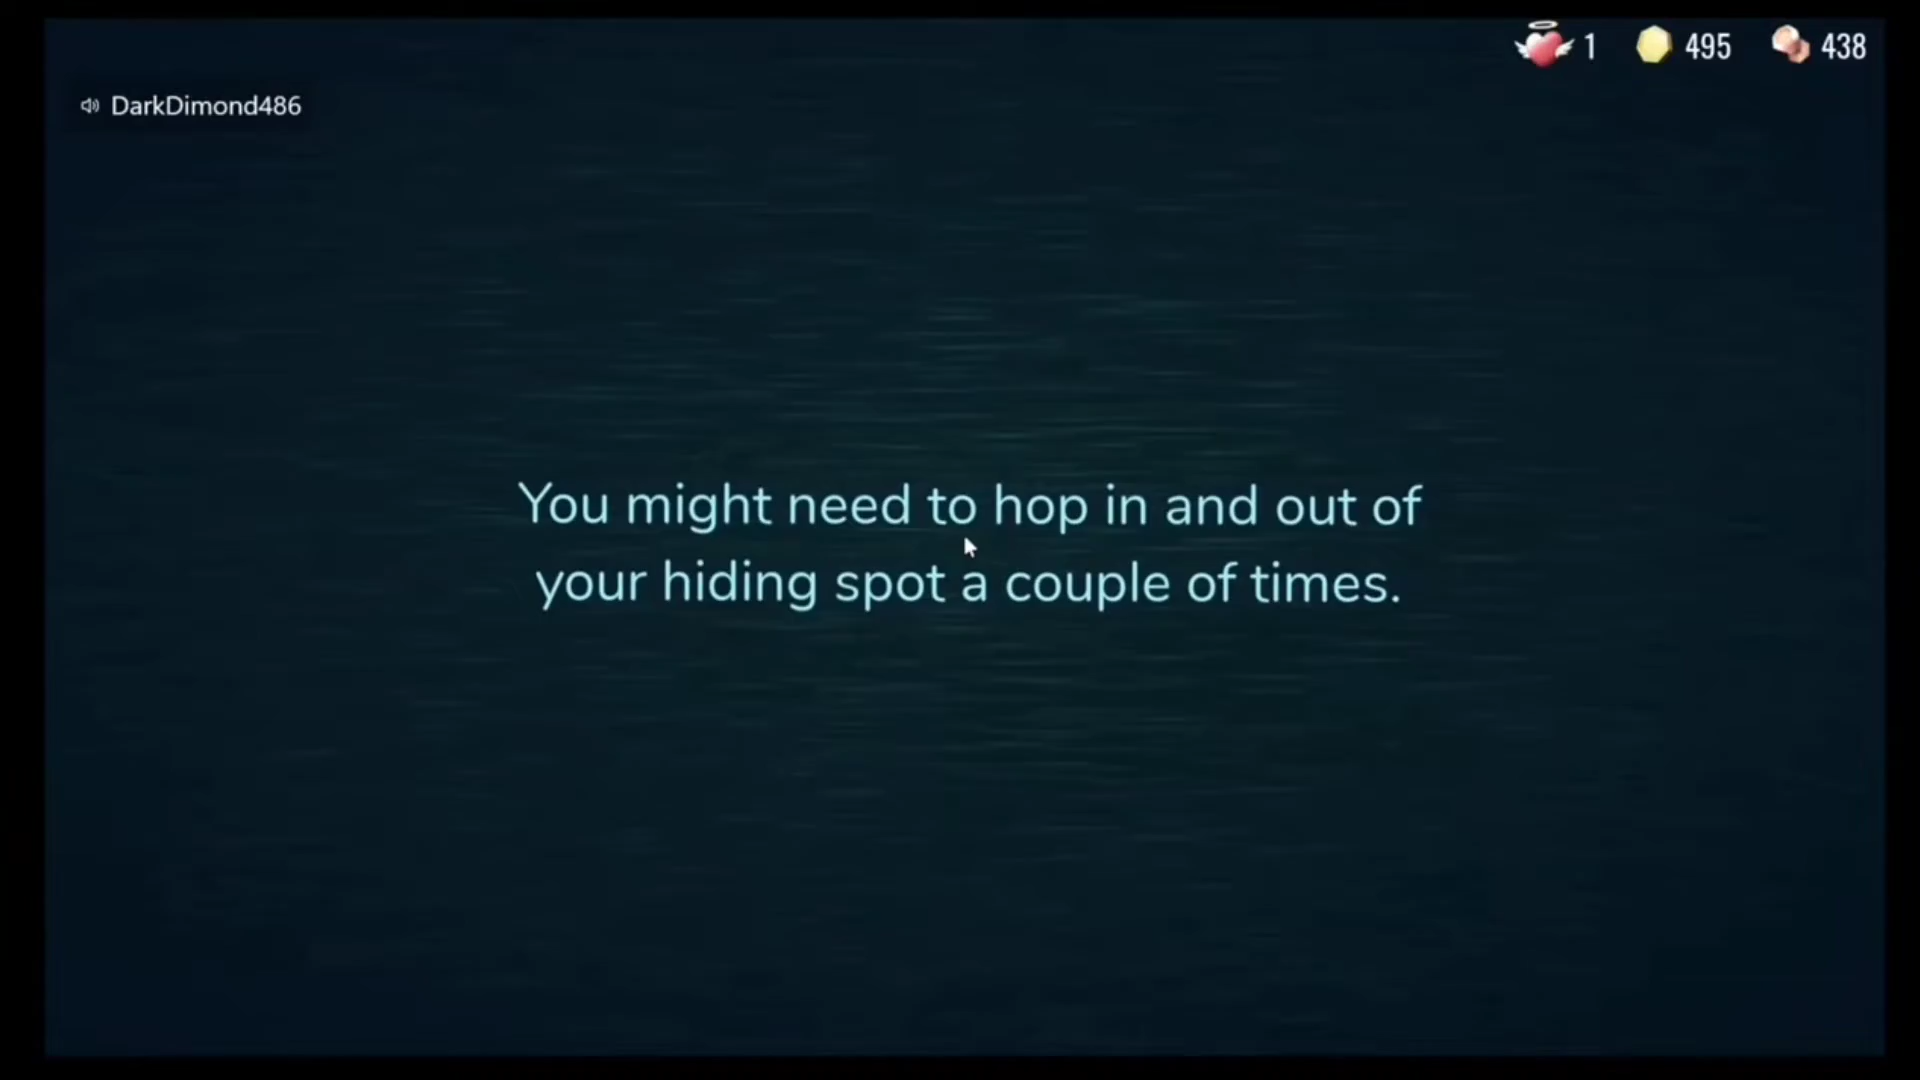 1 495 438
DarkDimond486
You might need to hop in and out of
your hiding spot a couple of times.